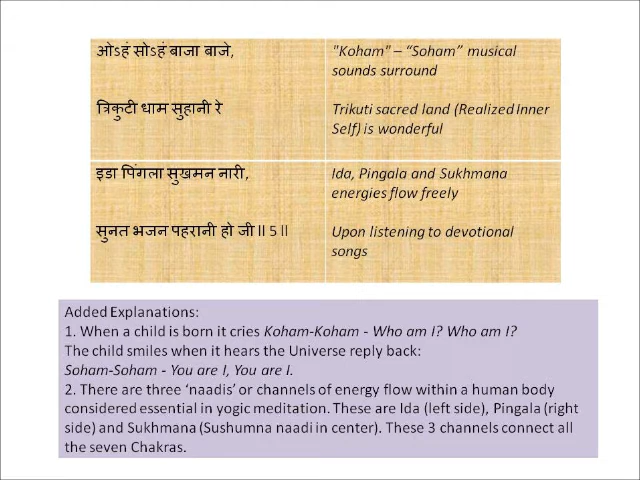 ओऽहं सोऽहं बाजा बाजे,
"Koham" – “Soham” musical
sounds surround
त्रिकुटी धाम सुहानी रे
Trikuti sacred land (Realized Inner
Self) is wonderful
इडा पिंगला सुखमन नारी,
Ida, Pingala and Sukhmana
energies flow freely
सुनत भजन पहरानी हो जी ll 5 ll
Upon listening to devotional
songs
Added Explanations:
1. When a child is born it cries Koham-Koham - Who am I? Who am I?
The child smiles when it hears the Universe reply back:
Soham-Soham - You are I, You are I.
2. There are three ‘naadis’ or channels of energy flow within a human body
considered essential in yogic meditation. These are Ida (left side), Pingala (right
side) and Sukhmana (Sushumna naadi in center). These 3 channels connect all
the seven Chakras.